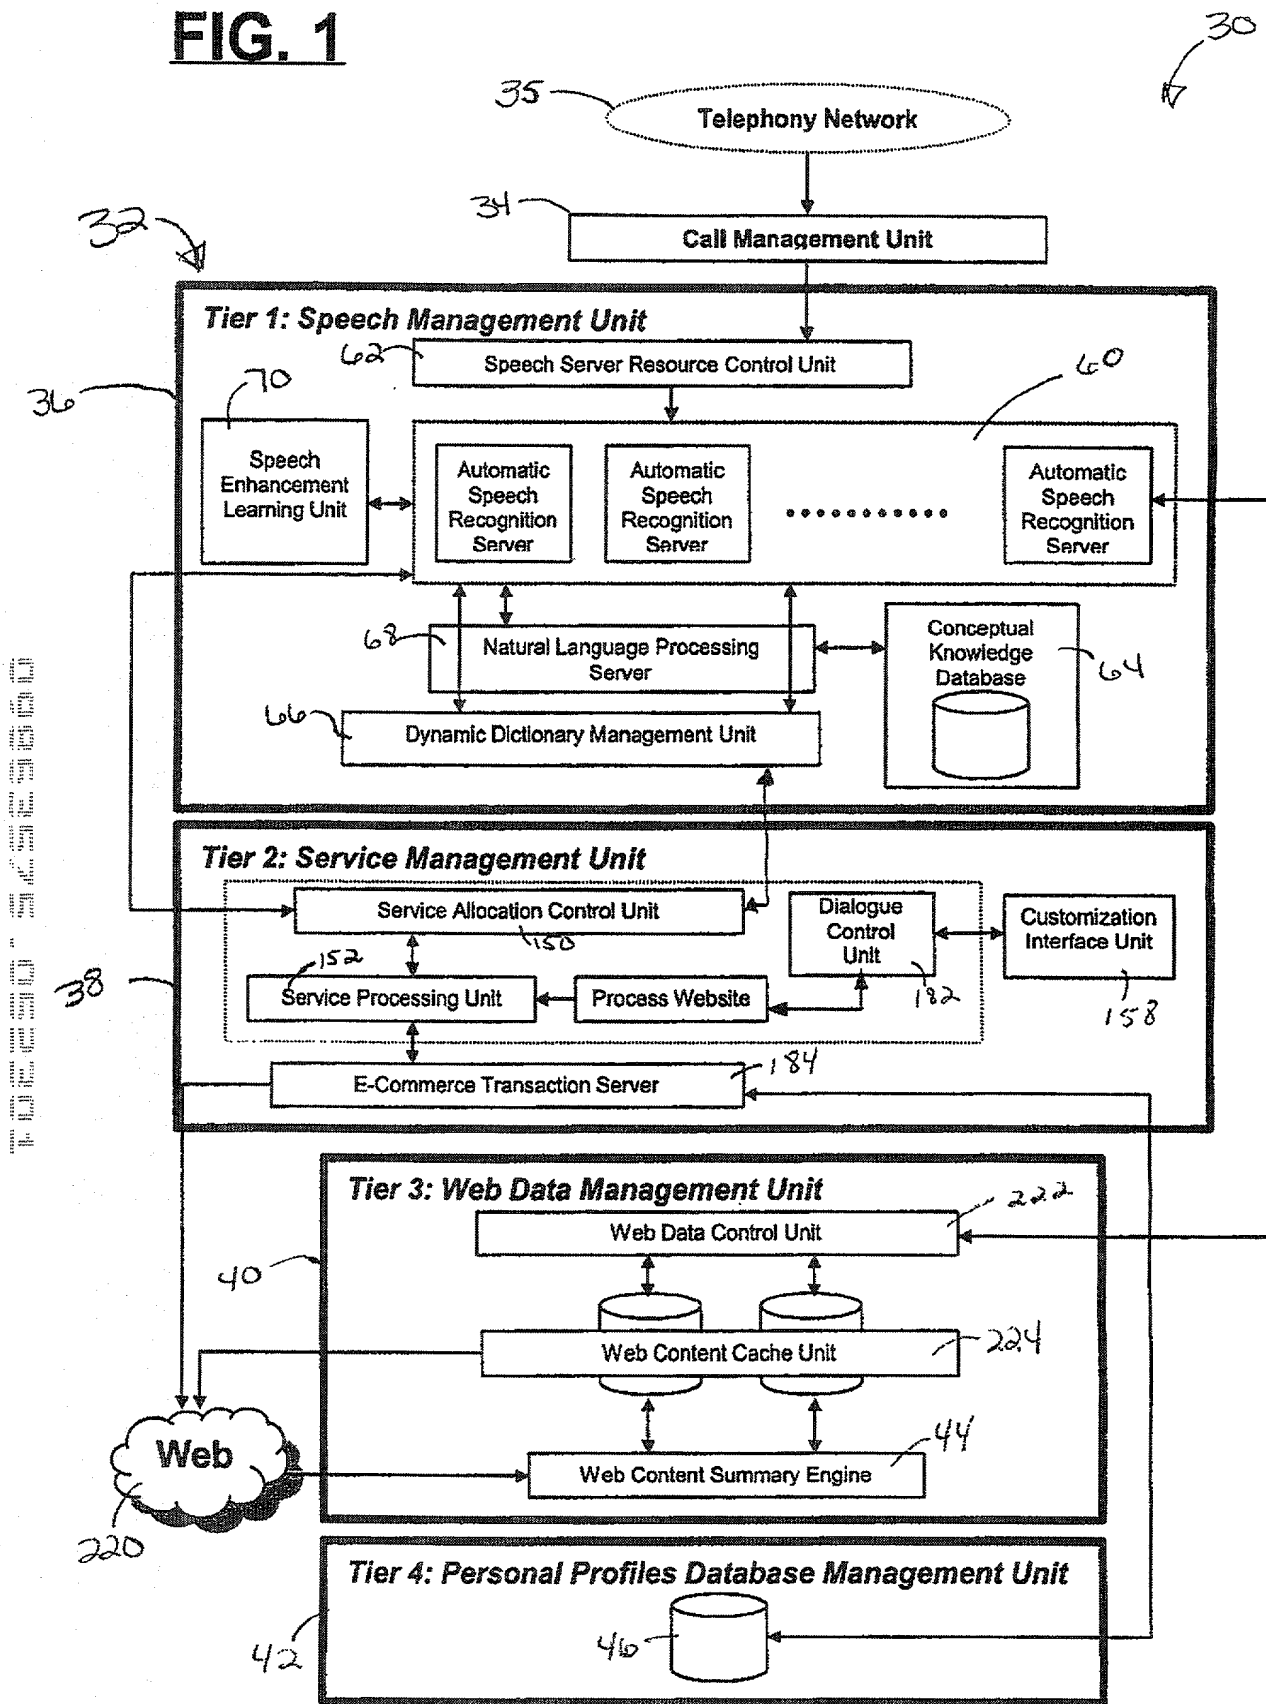 FIG. 1
30
35
Telephony Network
34
Call Management Unit
32
Tier 1: Speech Management Unit
62
Speech Server Resource Control Unit
60
36
70
Speech
Enhancement
Learning Unit
Automatic
Speech
Recognition
Server
Automatic
Speech
Recognition
Server
Automatic
Speech
Recognition
Server
68
Natural Language Processing
Server
Conceptual
Knowledge
Database
64
66
Dynamic Dictionary Management Unit
Tier 2: Service Management Unit
Service Allocation Control Unit
150
Dialogue
Control
Unit
182
Customization
Interface Unit
158
38
152
Service Processing Unit
Process Website
E-Commerce Transaction Server
184
Tier 3: Web Data Management Unit
222
Web Data Control Unit
40
Web Content Cache Unit
224
Web
220
44
Web Content Summary Engine
Tier 4: Personal Profiles Database Management Unit
46
42